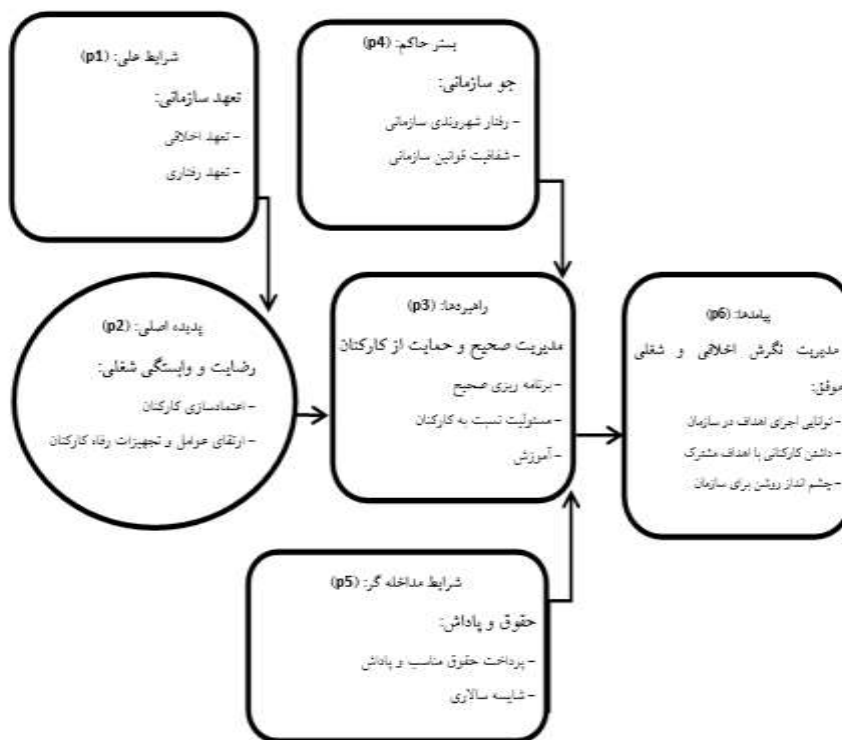 شرایط علی: (p1)
تعهد سازمانی:
- تعهد اخلاقی
- تعهد رفتاری
بستر حاکم: (p4)
جو سازمانی:
- رفتار شهروندی سازمانی
- شفافیت قوانین سازمانی
پدیده اصلی: (p2)
رضایت و وابستگی شغلی:
- اعتمادسازی کارکنان
- ارتقای عوامل و تجهیزات رفاه کارکنان
راهبردها: (p3)
مدیریت صحیح و حمایت از کارکنان
- برنامه ریزی صحیح
- مسئولیت نسبت به کارکنان
- آموزش
پیامدها: (p6)
مدیریت نگرش اخلاقی و شغلی
موفق:
- توانایی اجرای اهداف در سازمان
- داشتن کارکنانی با اهداف مشترک
- چشم انداز روشن برای سازمان
شرایط مداخله گر: (p5)
حقوق و پاداش:
- پرداخت حقوق مناسب و پاداش
- شایسه سالاری